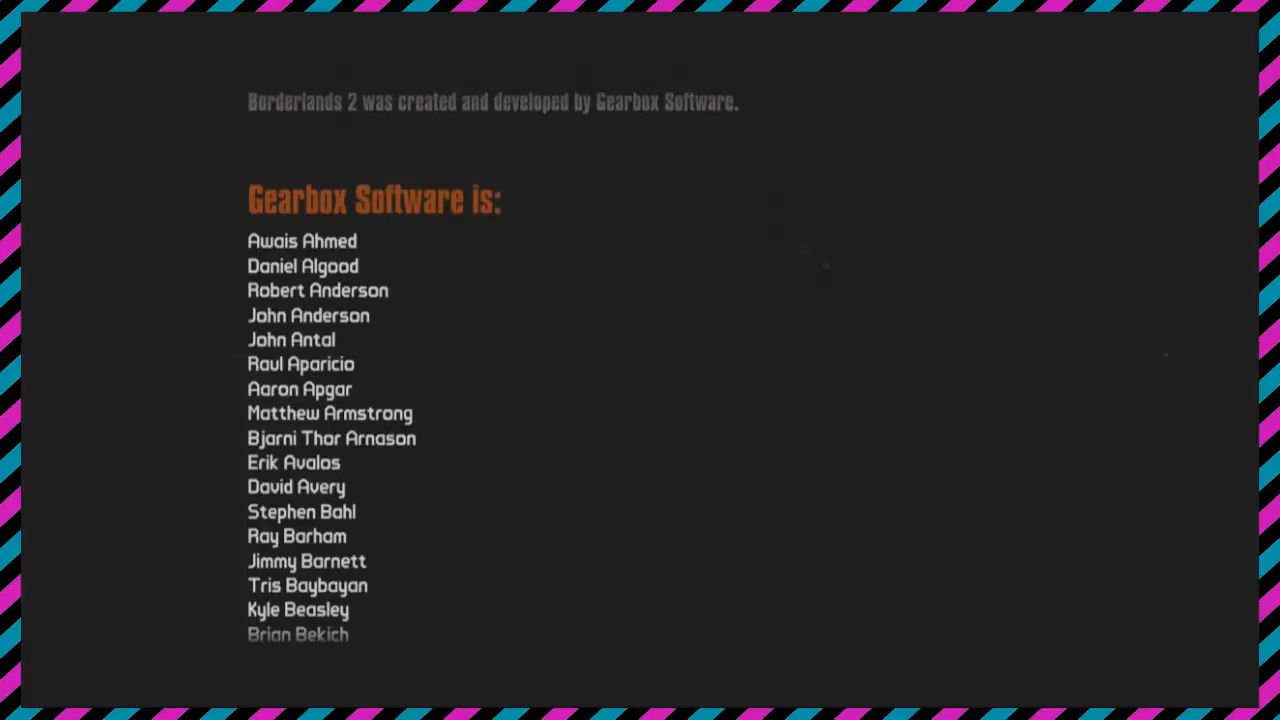 Borderlands 2 was created and developed by Gearbox Software.
Gearbox Software is:
Awais Ahmed
Daniel Algood
Robert Anderson
John Anderson
John Antal
Raul Aparicio
Aaron Apgar
Matthew Armstrong
Bjarni Thor Arnason
Erik Avalos
David Avery
Stephen Bahl
Ray Barham
Jimmy Barnett
Tris Baybayan
Kyle Beasley
Brian Bekich